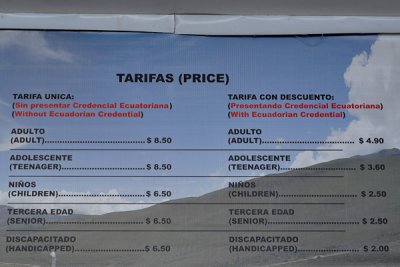 TARIFAS (PRICE)
TARIFA UNICA:
(Sin presentar Credencial Ecuatoriana)
(Without Ecuadorian Credential)
ADULTO
(ADULT)................................$ 8.50
ADOLESCENTE
(TEENAGER)..........................$ 8.50
NIÑOS
(CHILDREN)..........................$ 6.50
TERCERA EDAD
(SENIOR)..............................$ 6.50
DISCAPACITADO
(HANDICAPPED)....................$ 6.50
TARIFA CON DESCUENTO:
(Presentando Credencial Ecuatoriana)
(With Ecuadorian Credential)
ADULTO
(ADULT)................................$ 4.90
ADOLESCENTE
(TEENAGER)..........................$ 3.60
NIÑOS
(CHILDREN)..........................$ 2.50
TERCERA EDAD
(SENIOR)..............................$ 2.50
DISCAPACITADO
(HANDICAPPED)....................$ 2.00